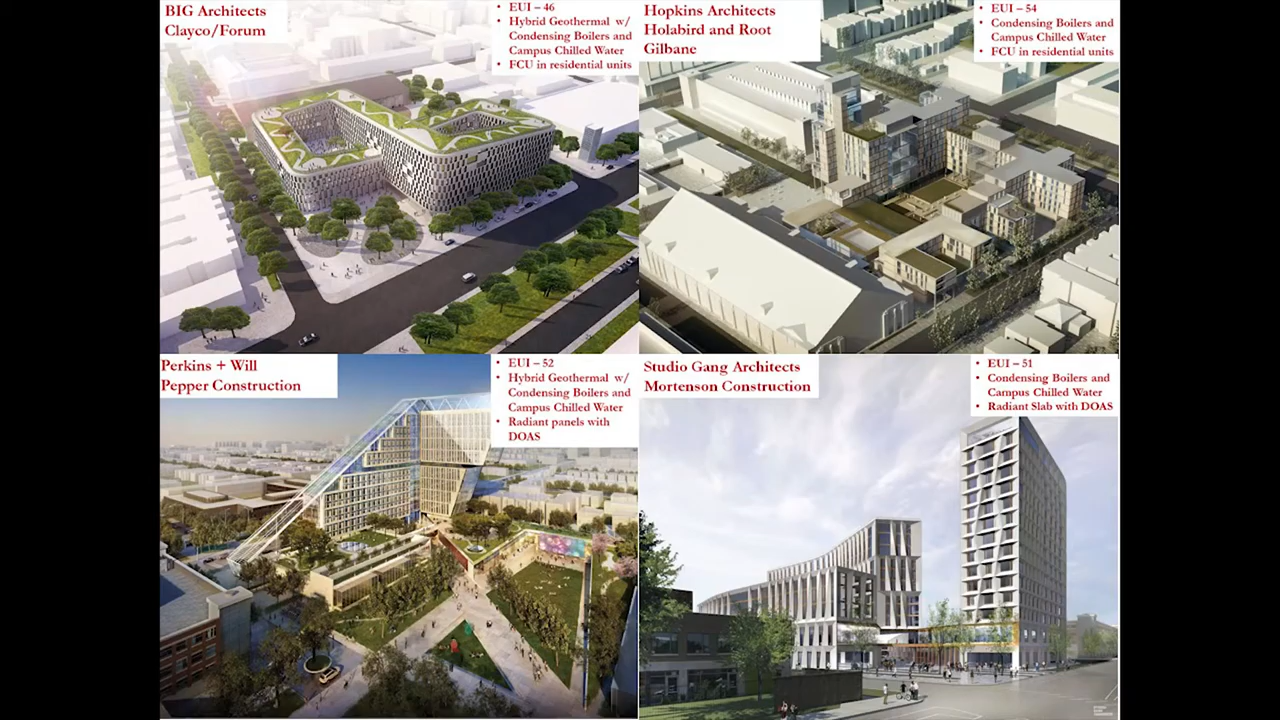 BIG Architects
Clayco/Forum
• EUI – 46
• Hybrid Geothermal w/
Condensing Boilers and
Campus Chilled Water
• FCU in residential units
Hopkins Architects
Holabird and Root
Gilbane
• EUI – 54
• Condensing Boilers and
Campus Chilled Water
• FCU in residential units
Perkins + Will
Pepper Construction
• EUI – 52
• Hybrid Geothermal w/
Condensing Boilers and
Campus Chilled Water
• Radiant panels with
DOAS
Studio Gang Architects
Mortenson Construction
• EUI – 51
• Condensing Boilers and
Campus Chilled Water
• Radiant Slab with DOAS